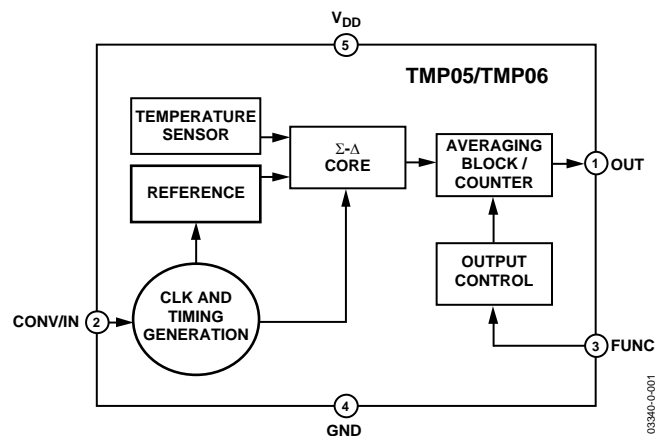 VDD
5
TMP05/TMP06
TEMPERATURE
SENSOR
Σ-Δ
CORE
AVERAGING
BLOCK /
COUNTER
1 OUT
REFERENCE
OUTPUT
CONTROL
CLK AND
TIMING
GENERATION
CONV/IN 2
3 FUNC
4
GND
03340-0-001